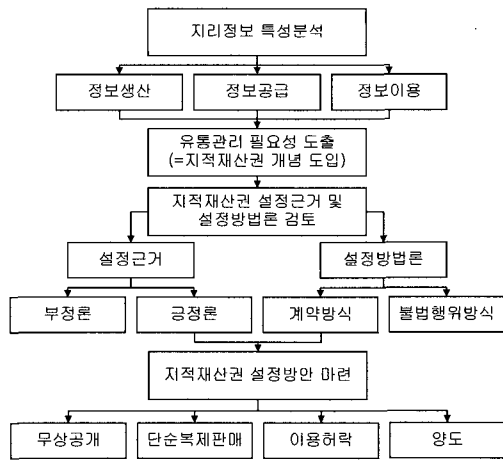 지리정보 특성분석
정보생산 정보공급 정보이용
유통관리 필요성 도출
(=지적재산권 개념 도입)
지적재산권 설정근거 및
설정방법론 검토
설정근거 설정방법론
부정론 긍정론 계약방식 불법행위방식
지적재산권 설정방안 마련
무상공개 단순복제판매 이용허락 양도